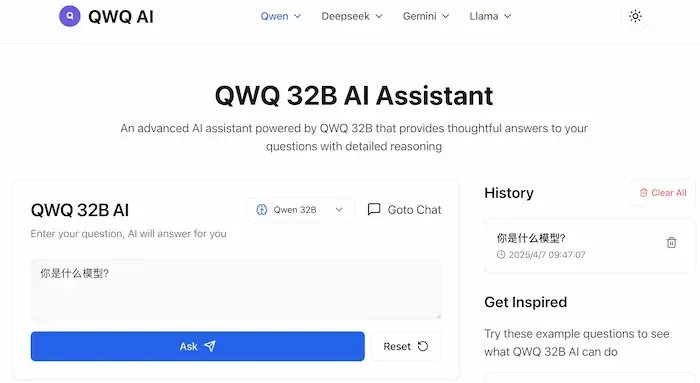 QWQ AI
Qwen Deepseek Gemini Llama
QWQ 32B AI Assistant
An advanced AI assistant powered by QWQ 32B that provides thoughtful answers to your
questions with detailed reasoning
QWQ 32B AI
Qwen 32B
Goto Chat
Enter your question, AI will answer for you
你是什么模型?
Ask
Reset
History
Clear All
你是什么模型?
2025/4/7 09:47:07
Get Inspired
Try these example questions to see
what QWQ 32B AI can do